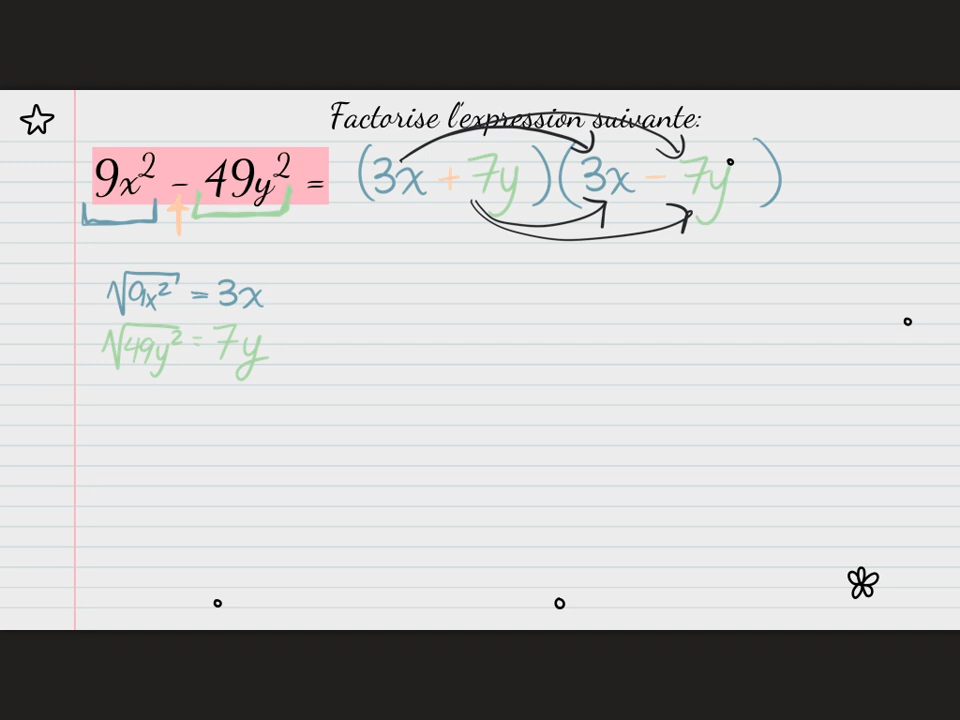 Factorise l'expression suivante:
9x² - 49y² = (3x + 7y)(3x - 7y)
√9x² = 3x
√49y² = 7y